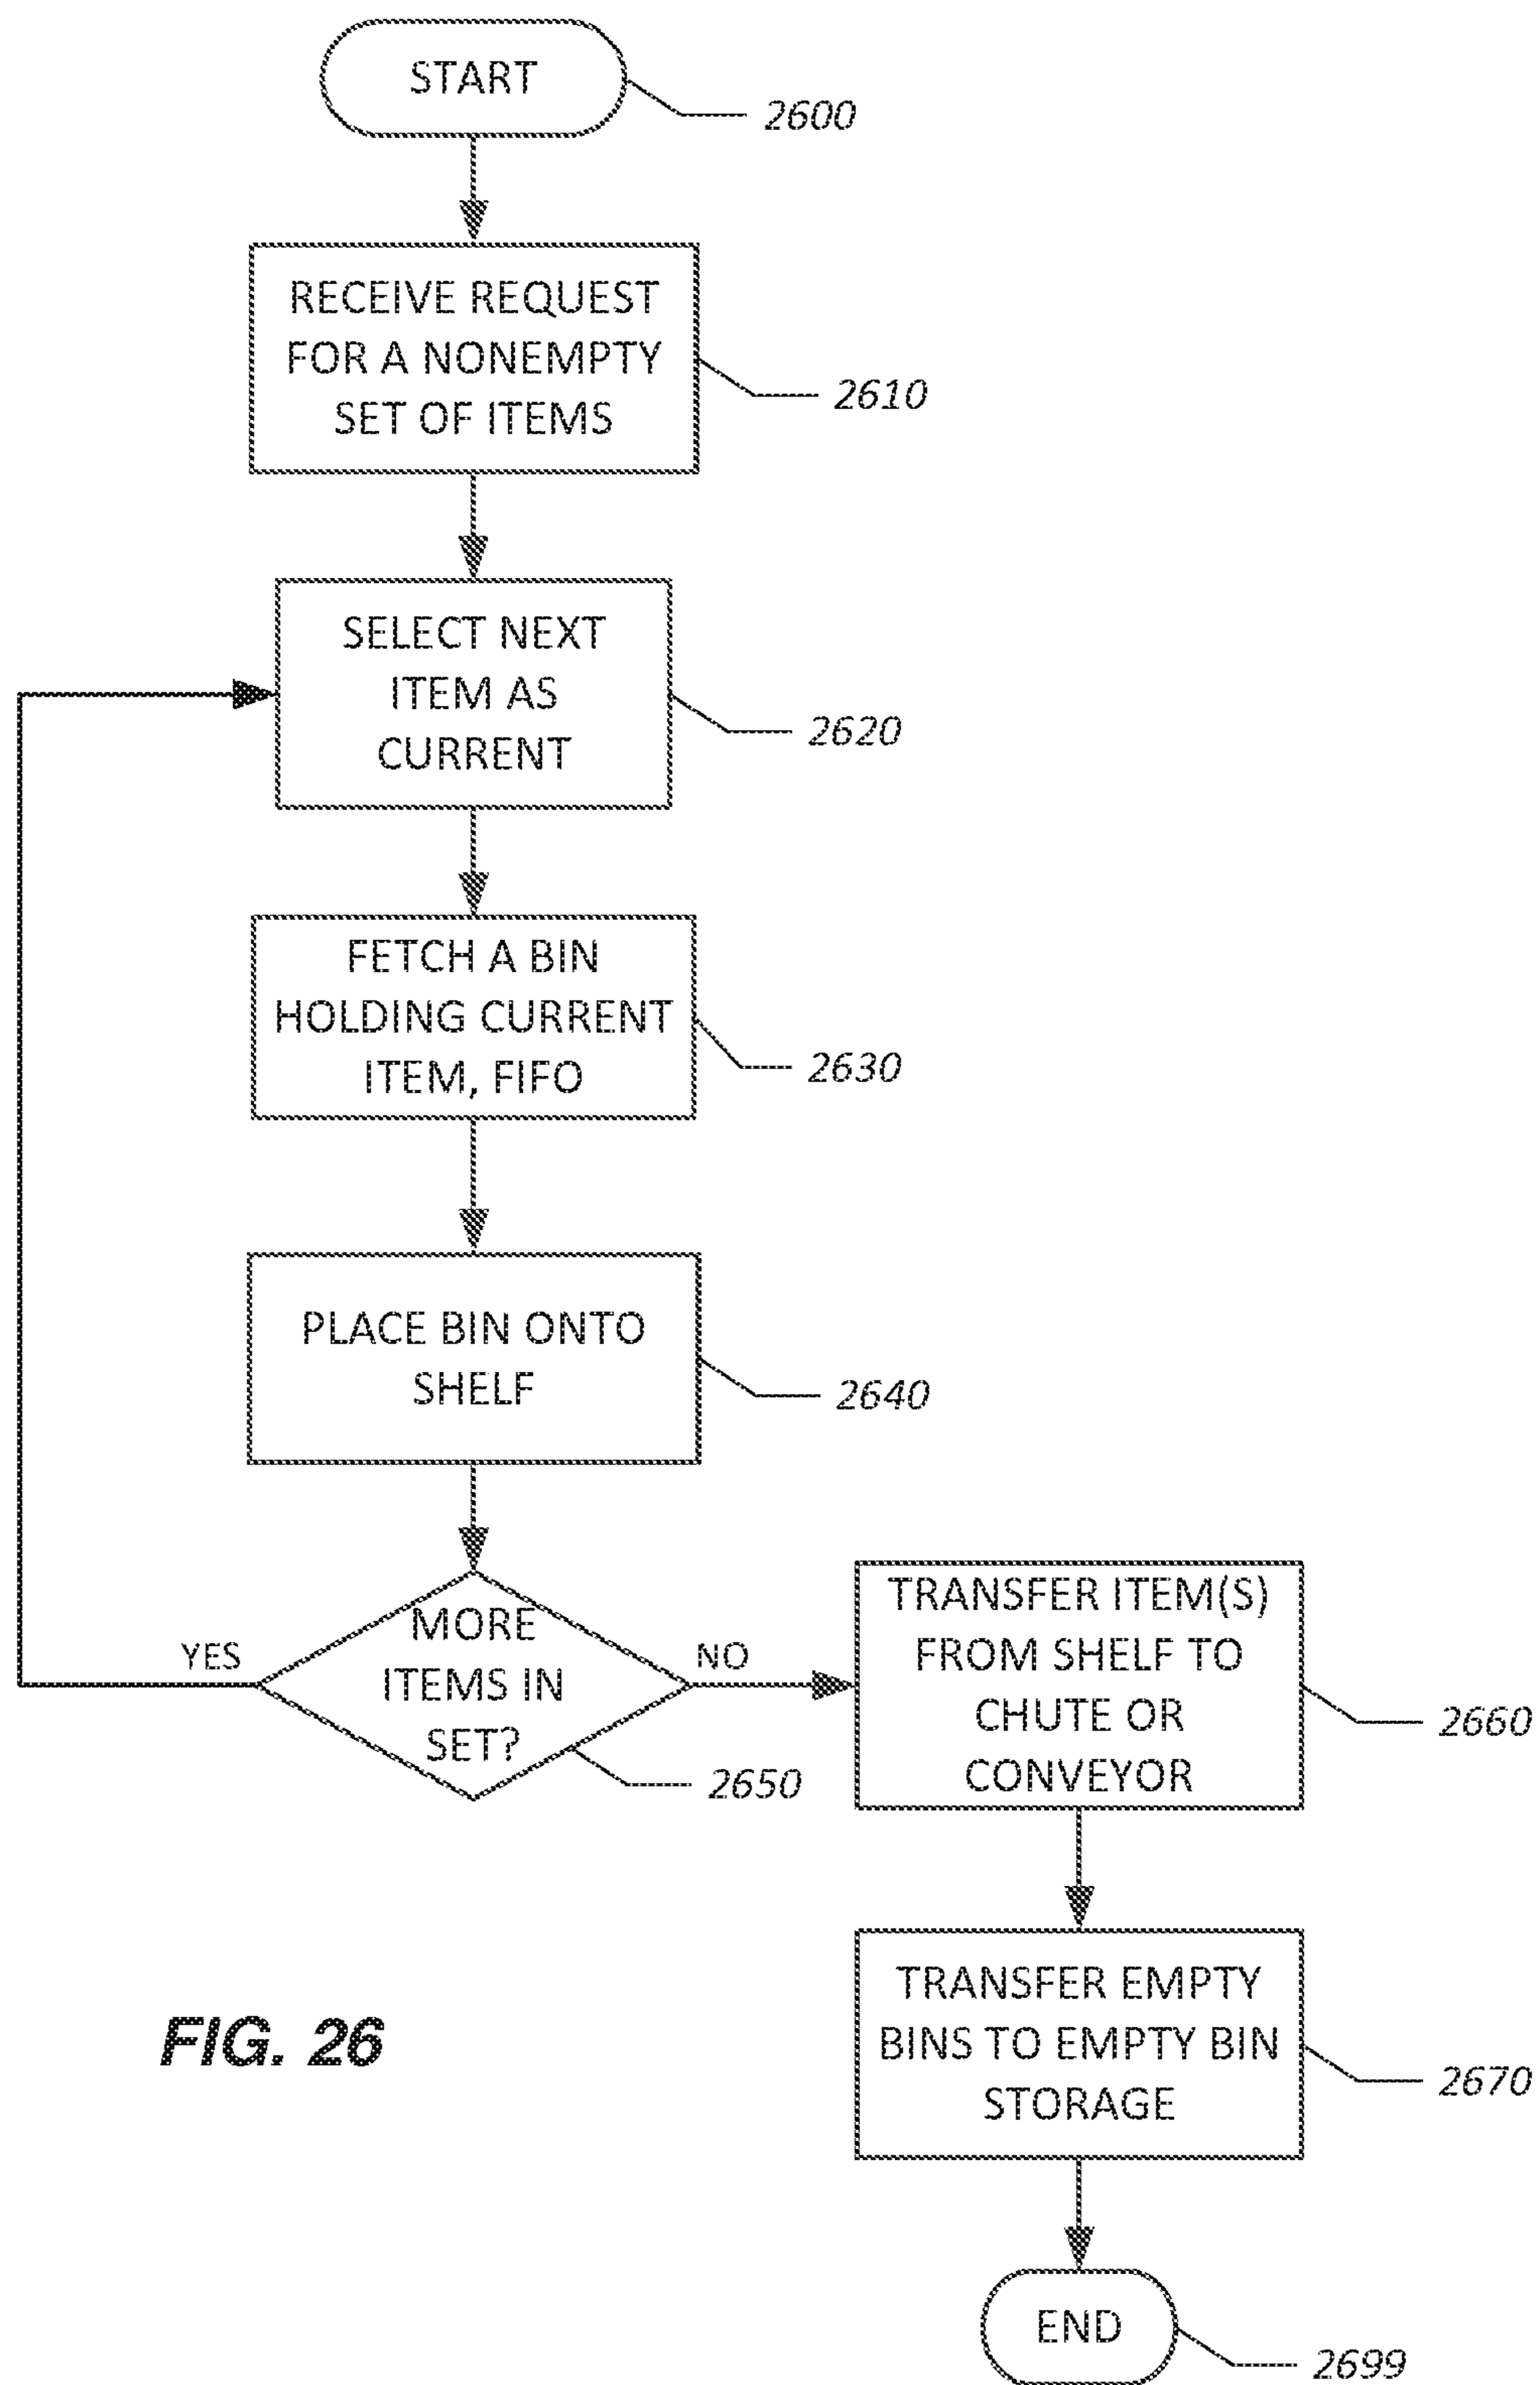 START
2600
RECEIVE REQUEST
FOR A NONEMPTY
SET OF ITEMS
2610
SELECT NEXT
ITEM AS
CURRENT
2620
FETCH A BIN
HOLDING CURRENT
ITEM, FIFO
2630
PLACE BIN ONTO
SHELF
2640
MORE
ITEMS IN
SET?
YES
NO
2650
TRANSFER ITEM(S)
FROM SHELF TO
CHUTE OR
CONVEYOR
2660
TRANSFER EMPTY
BINS TO EMPTY BIN
STORAGE
2670
END
2699
FIG. 26